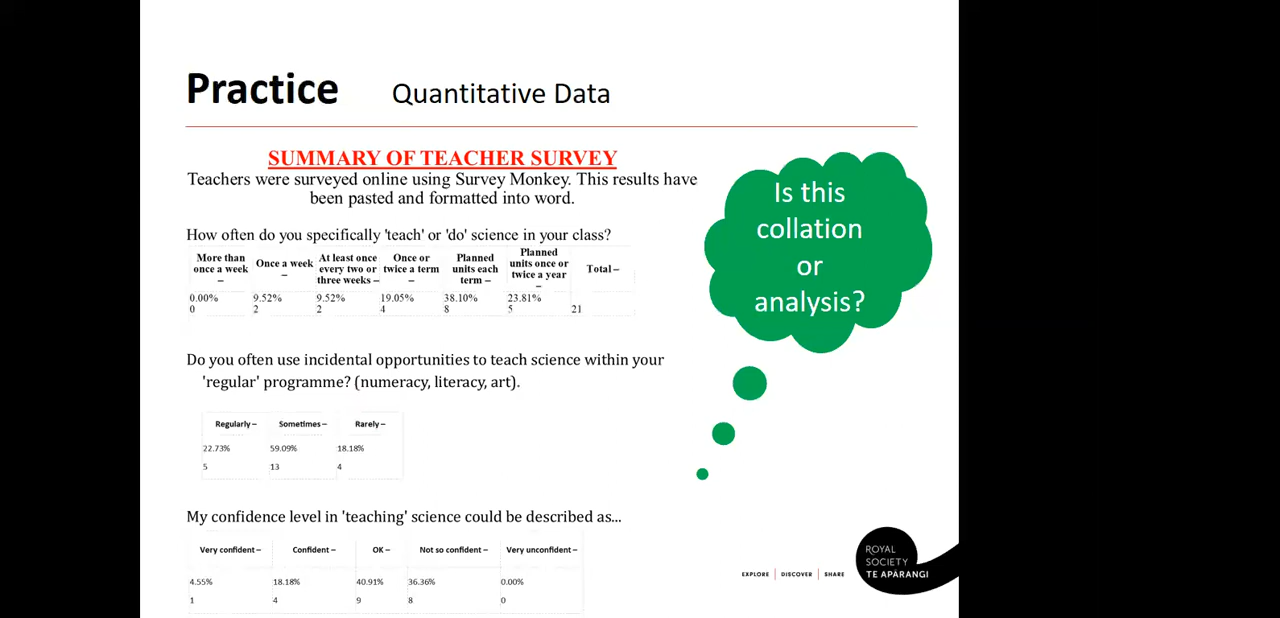 Practice Quantitative Data
SUMMARY OF TEACHER SURVEY
Teachers were surveyed online using Survey Monkey. This results have
been pasted and formatted into word.
How often do you specifically 'teach' or 'do' science in your class?
More than once a week – Once a week – At least once every two or three weeks – Once or twice a term – Planned units each term – Planned units once or twice a year – Total –
0.00% 9.52% 9.52% 19.05% 38.10% 23.81%
0 2 2 4 8 5 21
Do you often use incidental opportunities to teach science within your
'regular' programme? (numeracy, literacy, art).
Regularly – Sometimes – Rarely –
22.73% 59.09% 18.18%
5 13 4
My confidence level in 'teaching' science could be described as...
Very confident – Confident – OK – Not so confident – Very unconfident –
4.55% 18.18% 40.91% 36.36% 0.00%
1 4 9 8 0
Is this
collation
or
analysis?
EXPLORE DISCOVER SHARE
ROYAL
SOCIETY
TE APĀRANGI